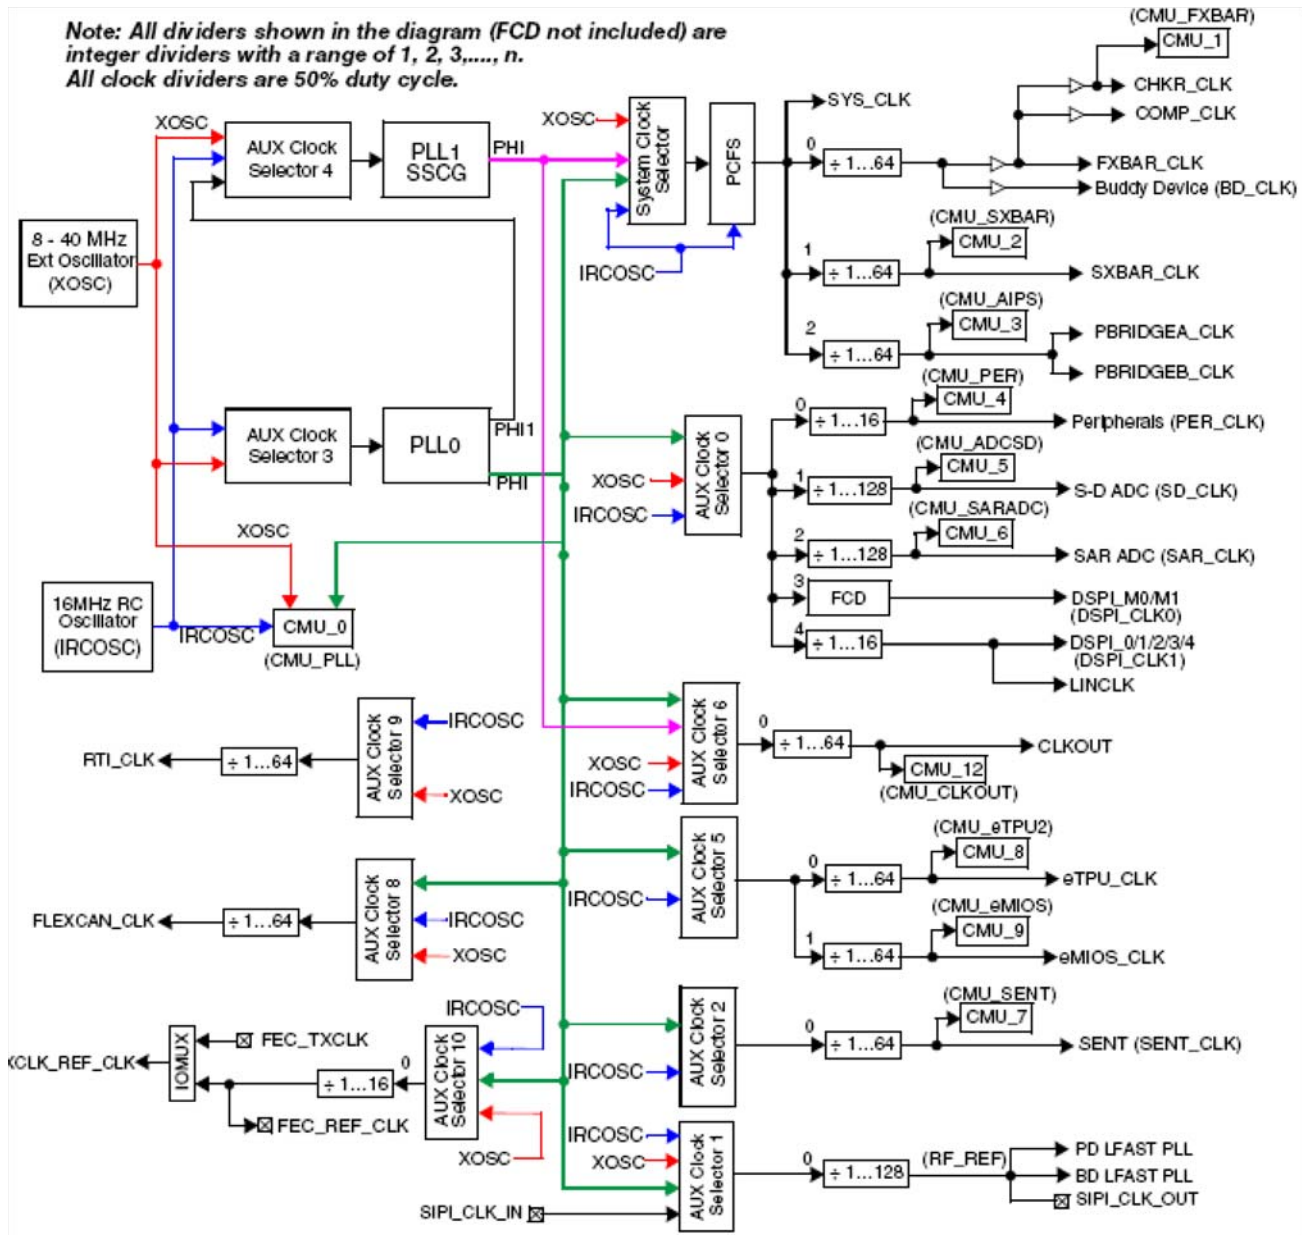 Note: All dividers shown in the diagram (FCD not included) are
integer dividers with a range of 1, 2, 3,...., n.
All clock dividers are 50% duty cycle.
(CMU_FXBAR)
CMU_1
CHKR_CLK
COMP_CLK
FXBAR_CLK
Buddy Device (BD_CLK)
SYS_CLK
0
÷ 1...64
XOSC
AUX Clock
Selector 4
PLL1
SSCG
PHI
XOSC
System Clock
Selector
PCFS
IRCOSC
(CMU_SXBAR)
CMU_2
1
÷ 1...64
SXBAR_CLK
8 - 40 MHz
Ext Oscillator
(XOSC)
(CMU_AIPS)
CMU_3
2
÷ 1...64
PBRIDGEA_CLK
PBRIDGEB_CLK
AUX Clock
Selector 3
PLL0
PHI1
PHI
AUX Clock
Selector 0
XOSC
IRCOSC
(CMU_PER)
CMU_4
0
÷ 1...16
Peripherals (PER_CLK)
(CMU_ADCSD)
CMU_5
1
÷ 1...128
S-D ADC (SD_CLK)
(CMU_SARADC)
CMU_6
2
÷ 1...128
SAR ADC (SAR_CLK)
3
FCD
DSPI_M0/M1
(DSPI_CLK0)
4
÷ 1...16
DSPI_0/1/2/3/4
(DSPI_CLK1)
LINCLK
XOSC
16MHz RC
Oscillator
(IRCOSC)
IRCOSC
CMU_0
(CMU_PLL)
RTI_CLK
÷ 1...64
AUX Clock
Selector 9
IRCOSC
XOSC
AUX Clock
Selector 6
XOSC
IRCOSC
0
÷ 1...64
CLKOUT
CMU_12
(CMU_CLKOUT)
FLEXCAN_CLK
÷ 1...64
AUX Clock
Selector 8
IRCOSC
XOSC
AUX Clock
Selector 5
IRCOSC
(CMU_eTPU2)
CMU_8
0
÷ 1...64
eTPU_CLK
(CMU_eMIOS)
CMU_9
1
÷ 1...64
eMIOS_CLK
XCLK_REF_CLK
IOMUX
FEC_TXCLK
0
÷ 1...16
FEC_REF_CLK
AUX Clock
Selector 10
IRCOSC
XOSC
AUX Clock
Selector 2
IRCOSC
(CMU_SENT)
CMU_7
0
÷ 1...64
SENT (SENT_CLK)
IRCOSC
XOSC
SIPI_CLK_IN
AUX Clock
Selector 1
0
÷ 1...128
(RF_REF)
PD LFAST PLL
BD LFAST PLL
SIPI_CLK_OUT